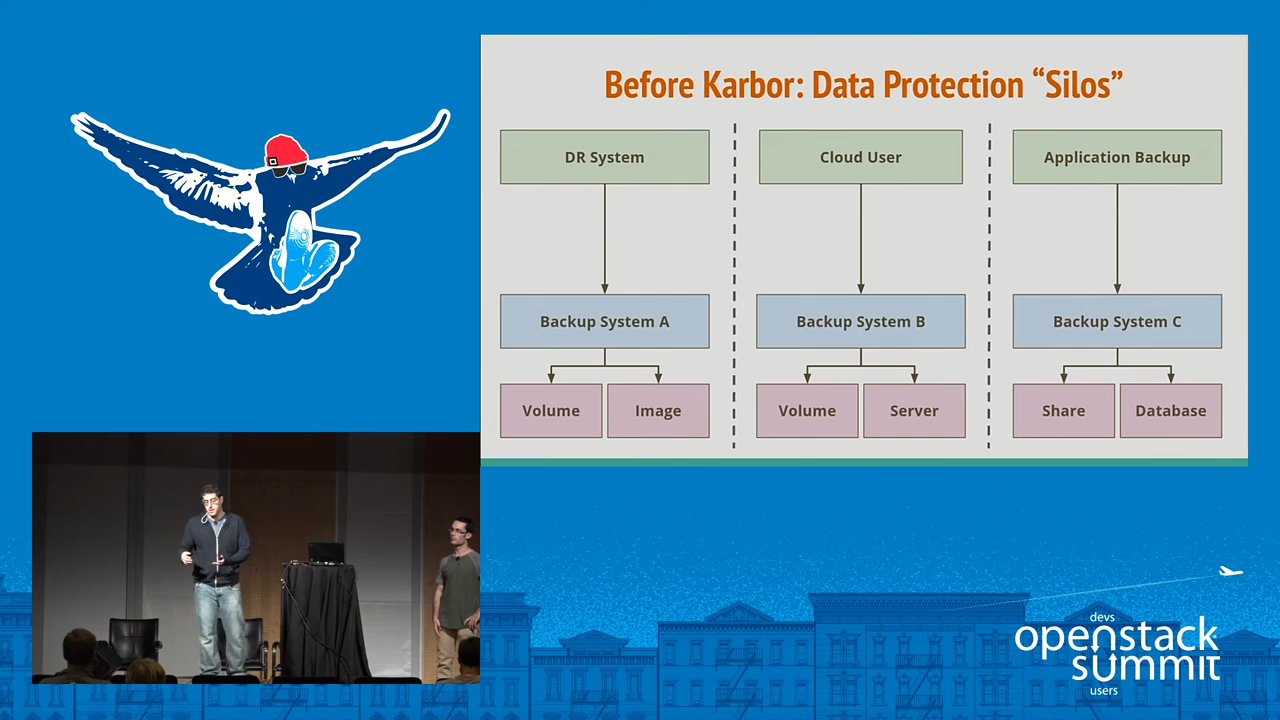 Before Karbor: Data Protection “Silos”
DR System
Cloud User
Application Backup
Backup System A
Backup System B
Backup System C
Volume
Image
Volume
Server
Share
Database
devs
openstack
summit
users